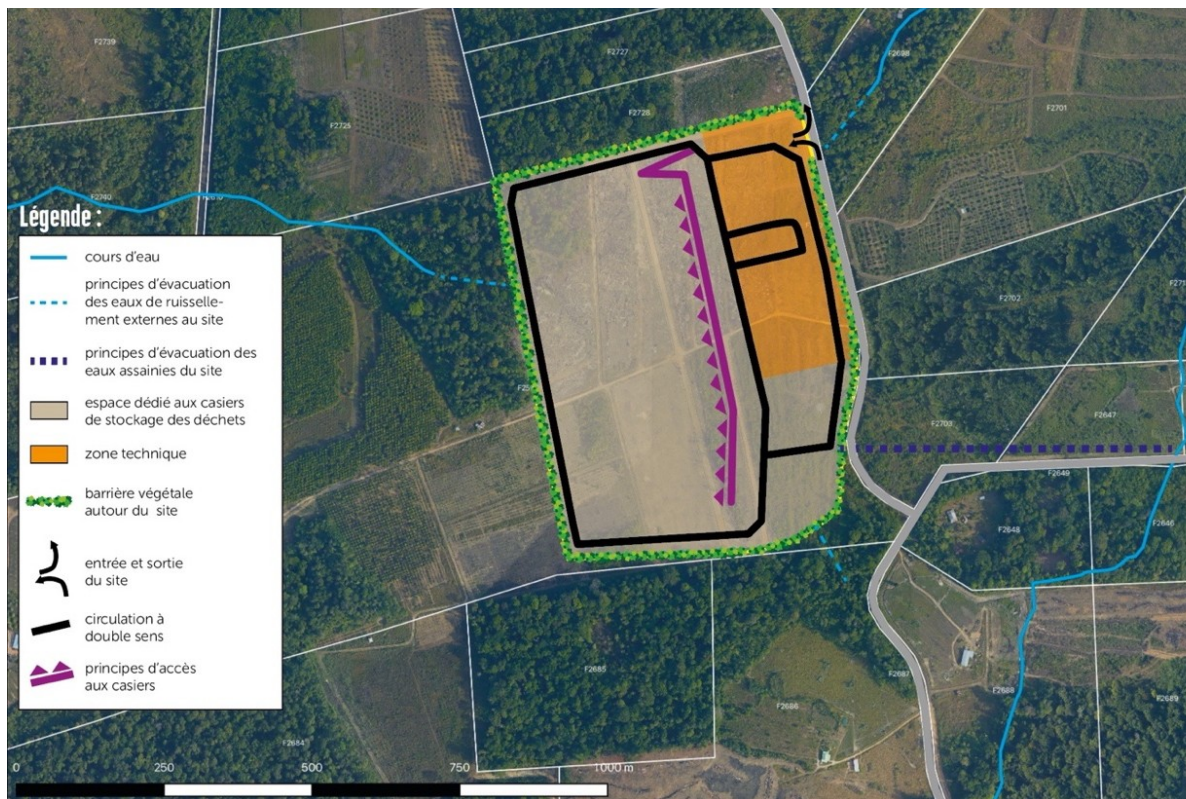 F2739
F2727
F2698
F2701
F2725
F2728
F2740
F2702
Légende :
cours d'eau
principes d'évacuation
des eaux de ruisselle-
ment externes au site
principes d'évacuation des
eaux assainies du site
espace dédié aux casiers
de stockage des déchets
zone technique
barrière végétale
autour du site
entrée et sortie
du site
circulation à
double sens
principes d'accès
aux casiers
F2703
F2647
F2649
F2648
F2646
F2685
F2687
F2688
F2689
F2686
F2684
0 250 500 750 1000 m